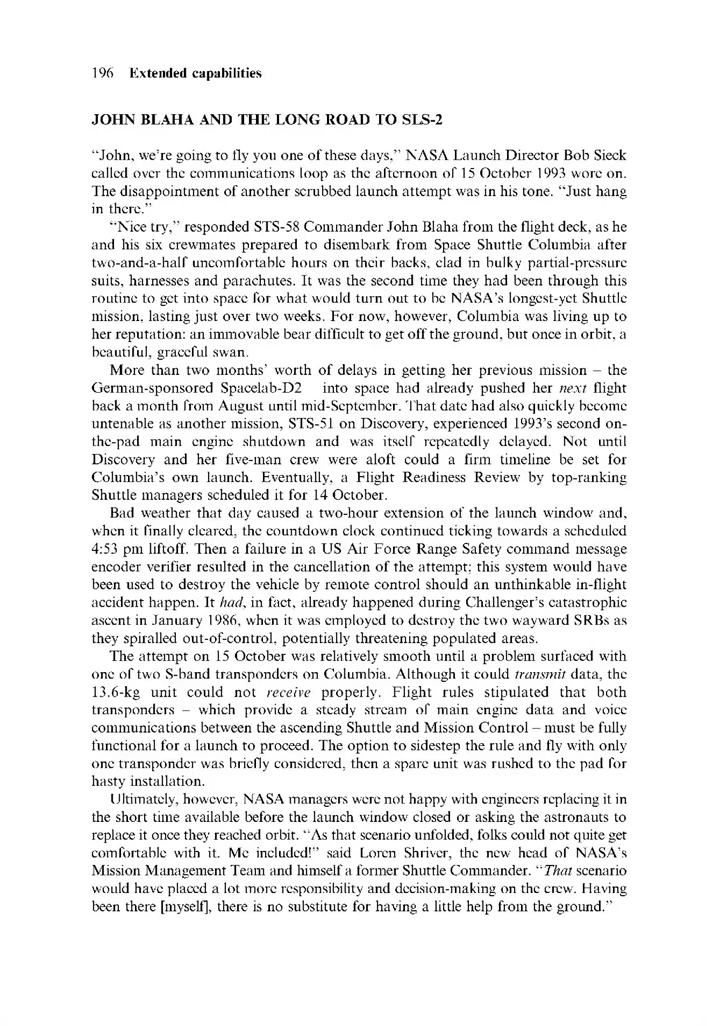 196 Extended capabilities
JOHN BLAHA AND THE LONG ROAD TO SLS-2
“John, we’re going to fly you one of these days,” NASA Launch Director Bob Sieck
called over the communications loop as the afternoon of 15 October 1993 wore on.
The disappointment of another scrubbed launch attempt was in his tone. “Just hang
in there.”
“Nice try,” responded STS-58 Commander John Blaha from the flight deck, as he
and his six crewmates prepared to disembark from Space Shuttle Columbia after
two-and-a-half uncomfortable hours on their backs, clad in bulky partial-pressure
suits, harnesses and parachutes. It was the second time they had been through this
routine to get into space for what would turn out to be NASA’s longest-yet Shuttle
mission, lasting just over two weeks. For now, however, Columbia was living up to
her reputation: an immovable bear difficult to get off the ground, but once in orbit, a
beautiful, graceful swan.
More than two months’ worth of delays in getting her previous mission – the
German-sponsored Spacelab-D2 into space had already pushed her next flight
back a month from August until mid-September. That date had also quickly become
untenable as another mission, STS-51 on Discovery, experienced 1993’s second on-
the-pad main engine shutdown and was itself repeatedly delayed. Not until
Discovery and her five-man crew were aloft could a firm timeline be set for
Columbia’s own launch. Eventually, a Flight Readiness Review by top-ranking
Shuttle managers scheduled it for 14 October.
Bad weather that day caused a two-hour extension of the launch window and,
when it finally cleared, the countdown clock continued ticking towards a scheduled
4:53 pm liftoff. Then a failure in a US Air Force Range Safety command message
encoder verifier resulted in the cancellation of the attempt; this system would have
been used to destroy the vehicle by remote control should an unthinkable in-flight
accident happen. It had, in fact, already happened during Challenger’s catastrophic
ascent in January 1986, when it was employed to destroy the two wayward SRBs as
they spiralled out-of-control, potentially threatening populated areas.
The attempt on 15 October was relatively smooth until a problem surfaced with
one of two S-band transponders on Columbia. Although it could transmit data, the
13.6-kg unit could not receive properly. Flight rules stipulated that both
transponders – which provide a steady stream of main engine data and voice
communications between the ascending Shuttle and Mission Control – must be fully
functional for a launch to proceed. The option to sidestep the rule and fly with only
one transponder was briefly considered, then a spare unit was rushed to the pad for
hasty installation.
Ultimately, however, NASA managers were not happy with engineers replacing it in
the short time available before the launch window closed or asking the astronauts to
replace it once they reached orbit. “As that scenario unfolded, folks could not quite get
comfortable with it. Me included!” said Loren Shriver, the new head of NASA’s
Mission Management Team and himself a former Shuttle Commander. “That scenario
would have placed a lot more responsibility and decision-making on the crew. Having
been there [myself], there is no substitute for having a little help from the ground.”